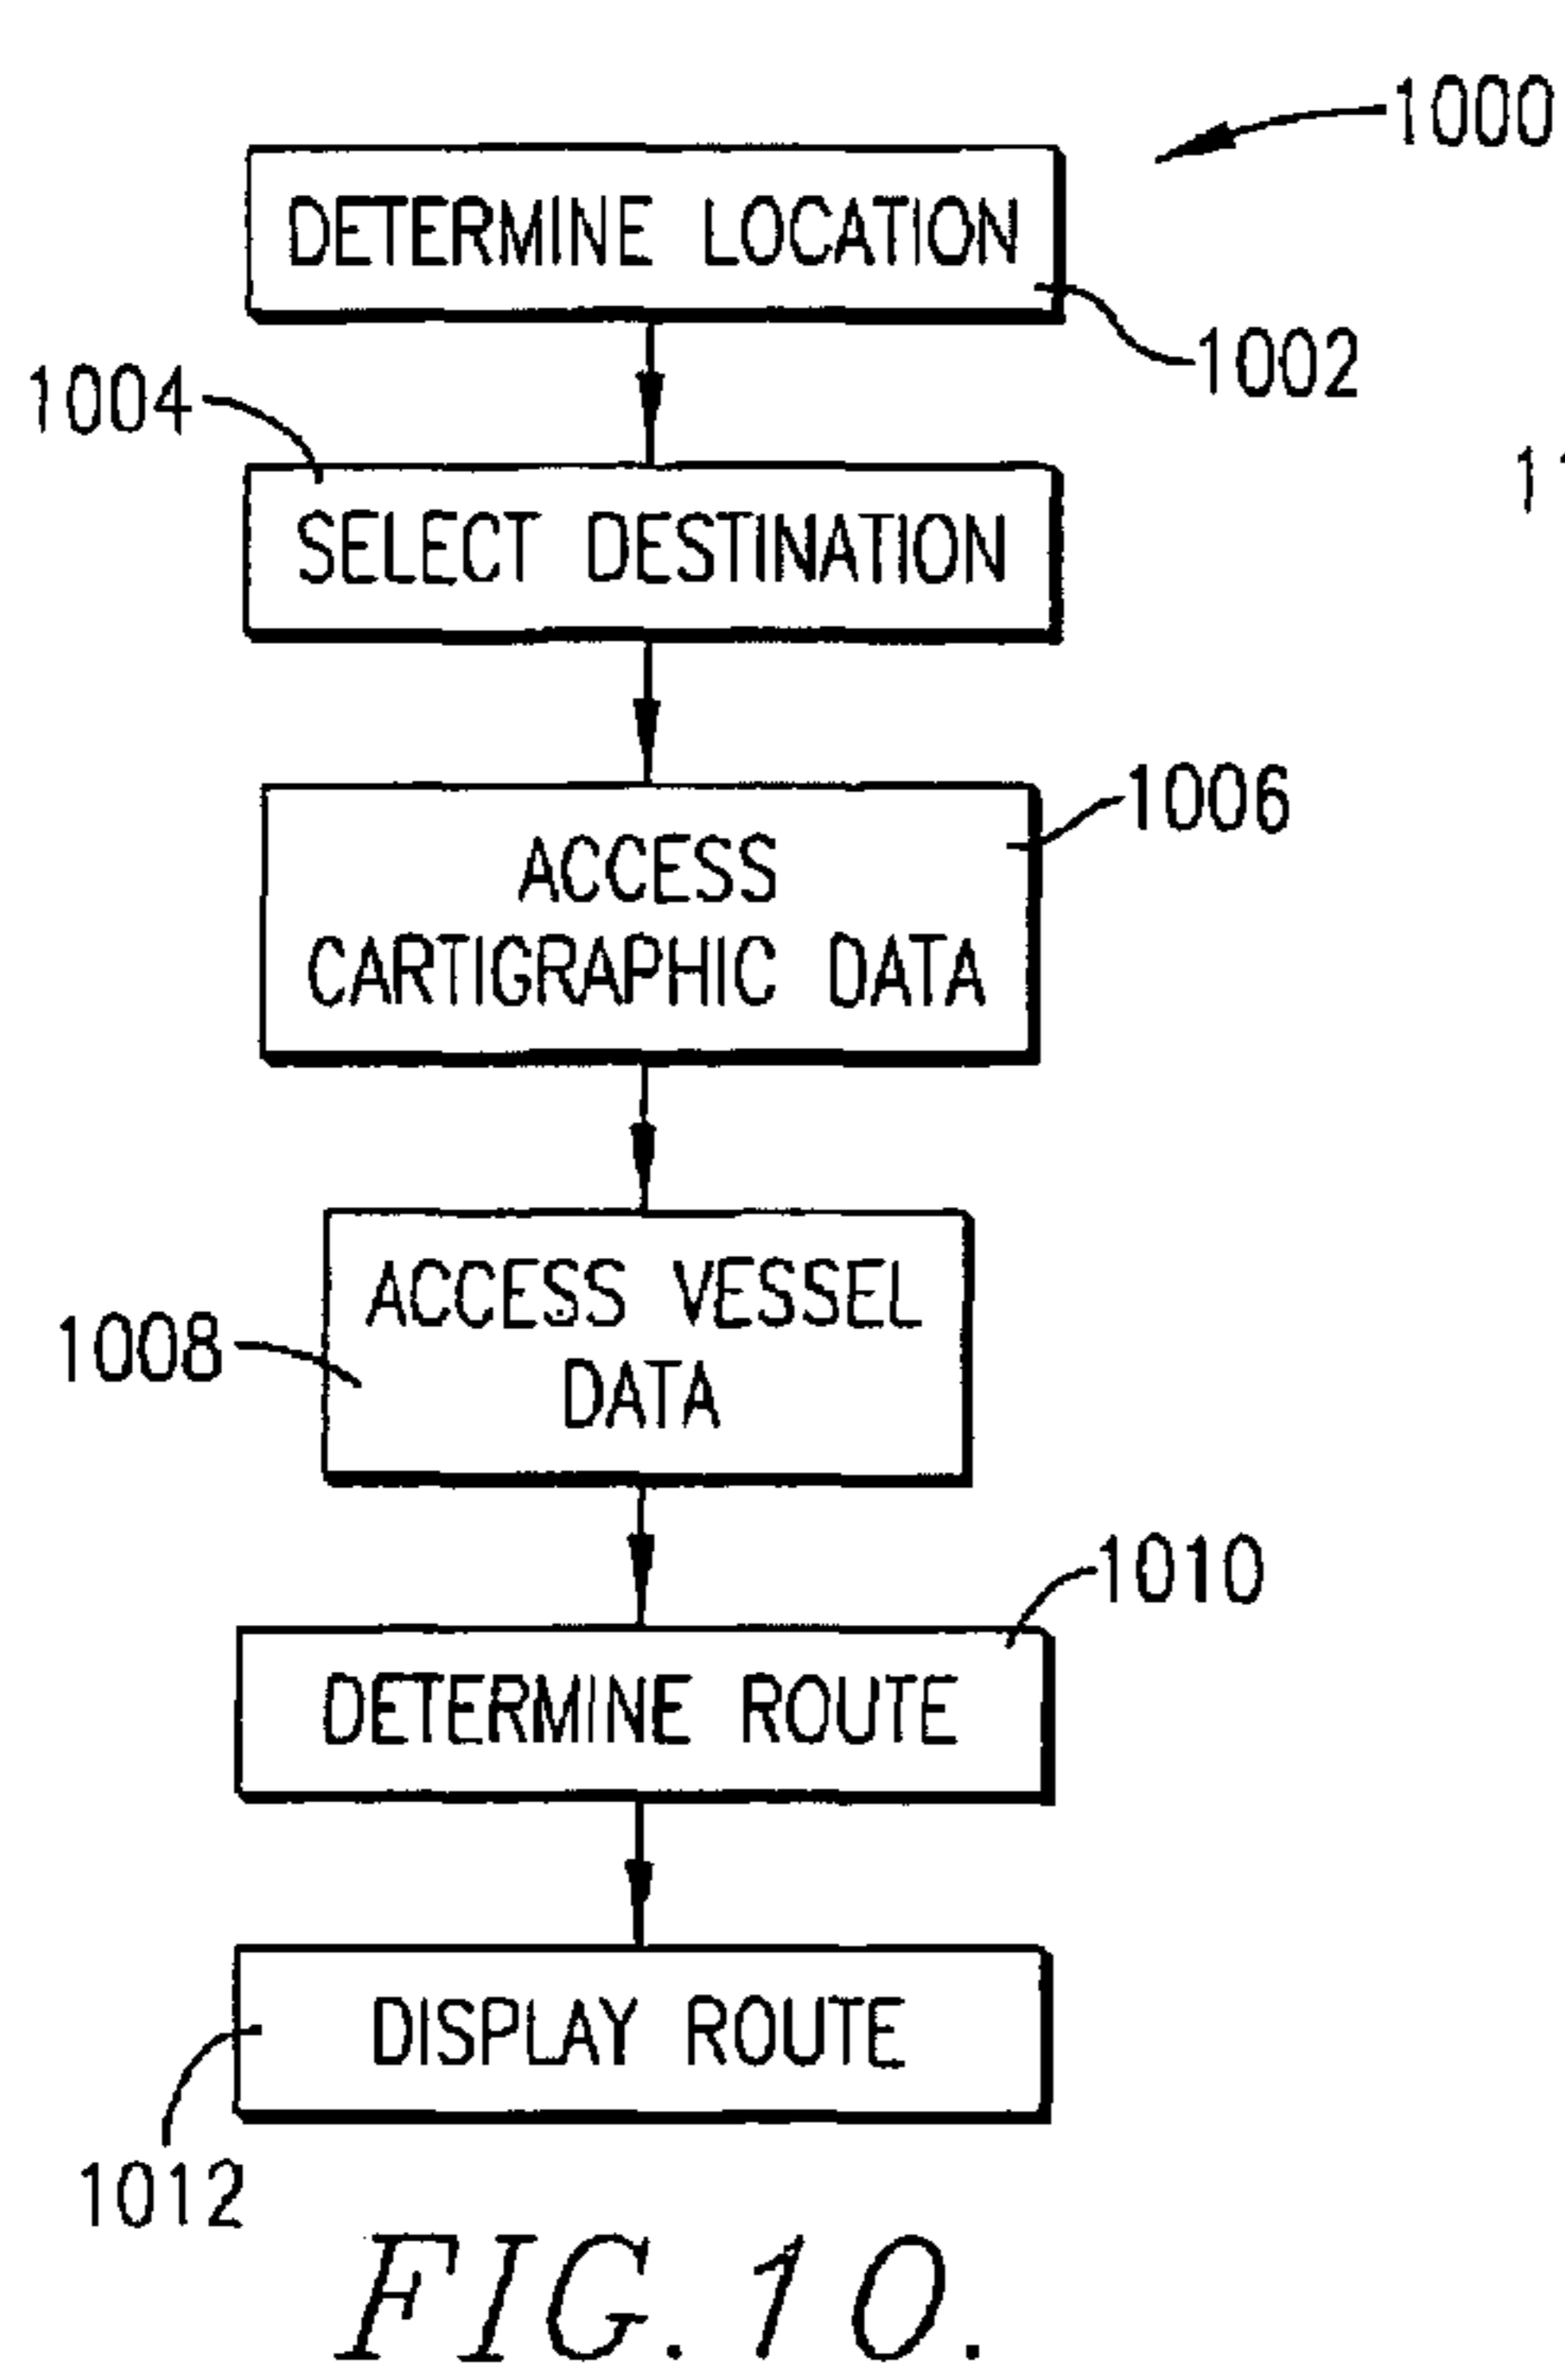 1000
DETERMINE LOCATION
1002
1004
SELECT DESTINATION
1006
ACCESS
CARTIGRAPHIC DATA
ACCESS VESSEL
1008
DATA
1010
DETERMINE ROUTE
DISPLAY ROUTE
1012
FIG. 10.